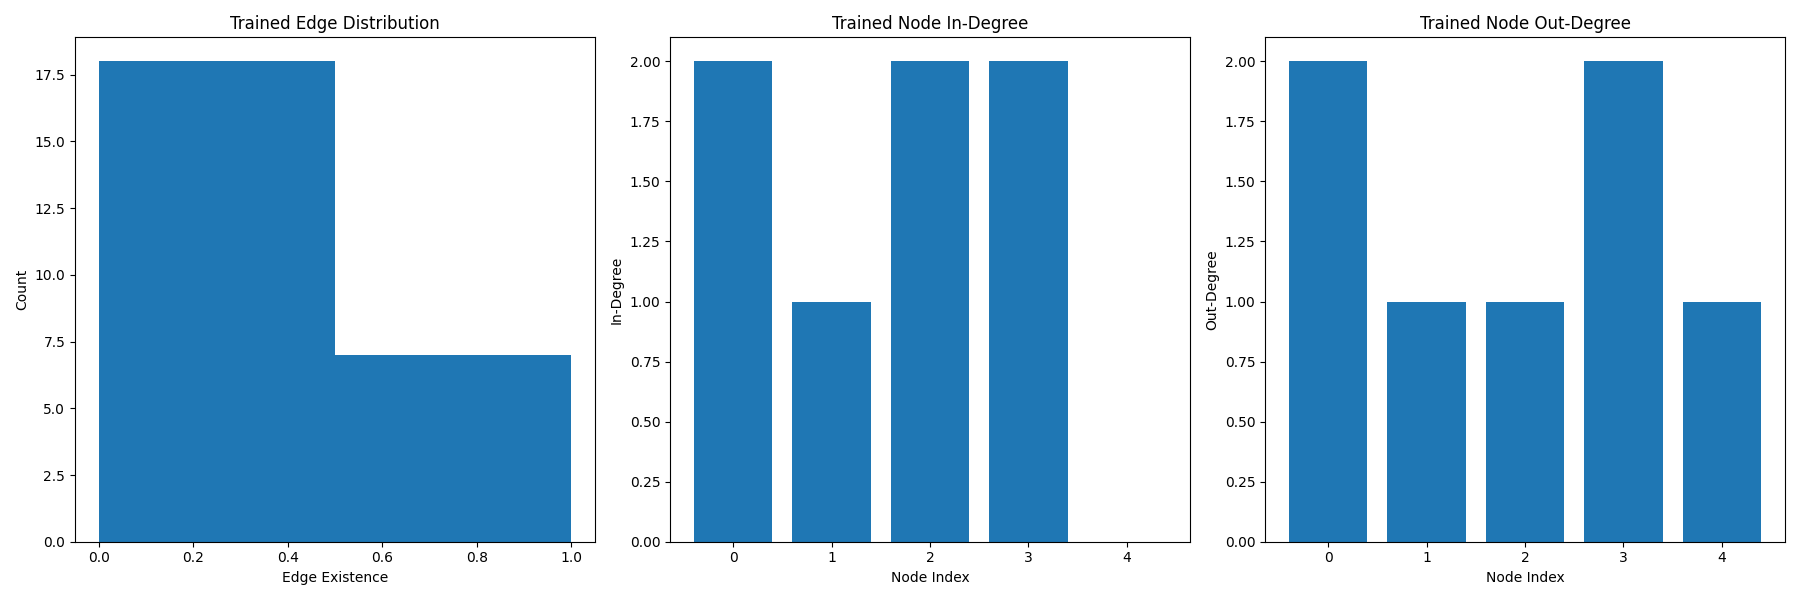 Trained Edge Distribution
Count
17.5
15.0
12.5
10.0
7.5
5.0
2.5
0.0
0.0 0.2 0.4 0.6 0.8 1.0
Edge Existence
Trained Node In-Degree
In-Degree
2.00
1.75
1.50
1.25
1.00
0.75
0.50
0.25
0.00
0 1 2 3 4
Node Index
Trained Node Out-Degree
Out-Degree
2.00
1.75
1.50
1.25
1.00
0.75
0.50
0.25
0.00
0 1 2 3 4
Node Index